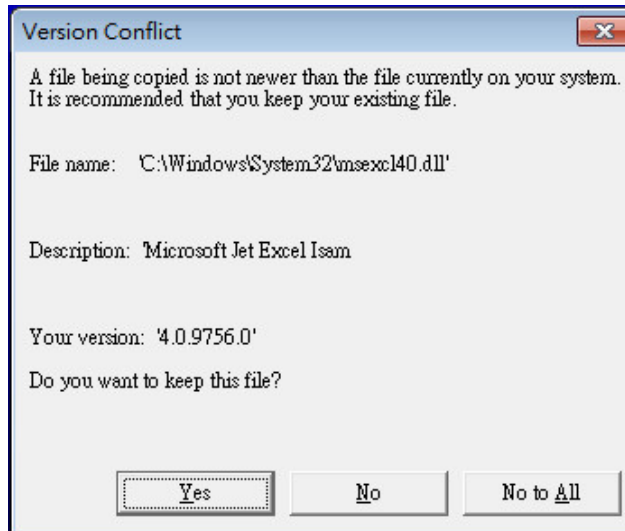 Version Conflict
A file being copied is not newer than the file currently on your system.
It is recommended that you keep your existing file.
File name: 'C:\Windows\System32\msexcl40.dll'
Description: 'Microsoft Jet Excel Isam
Your version: '4.0.9756.0'
Do you want to keep this file?
Yes No No to All